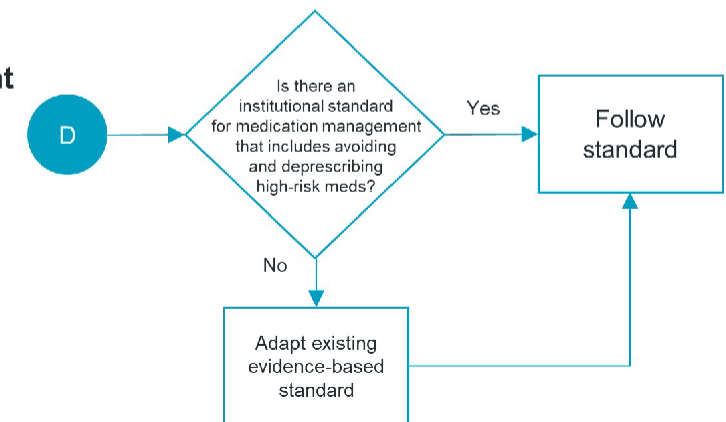 D
Is there an
institutional standard
for medication management
that includes avoiding
and deprescribing
high-risk meds?
Yes
Follow
standard
No
Adapt existing
evidence-based
standard